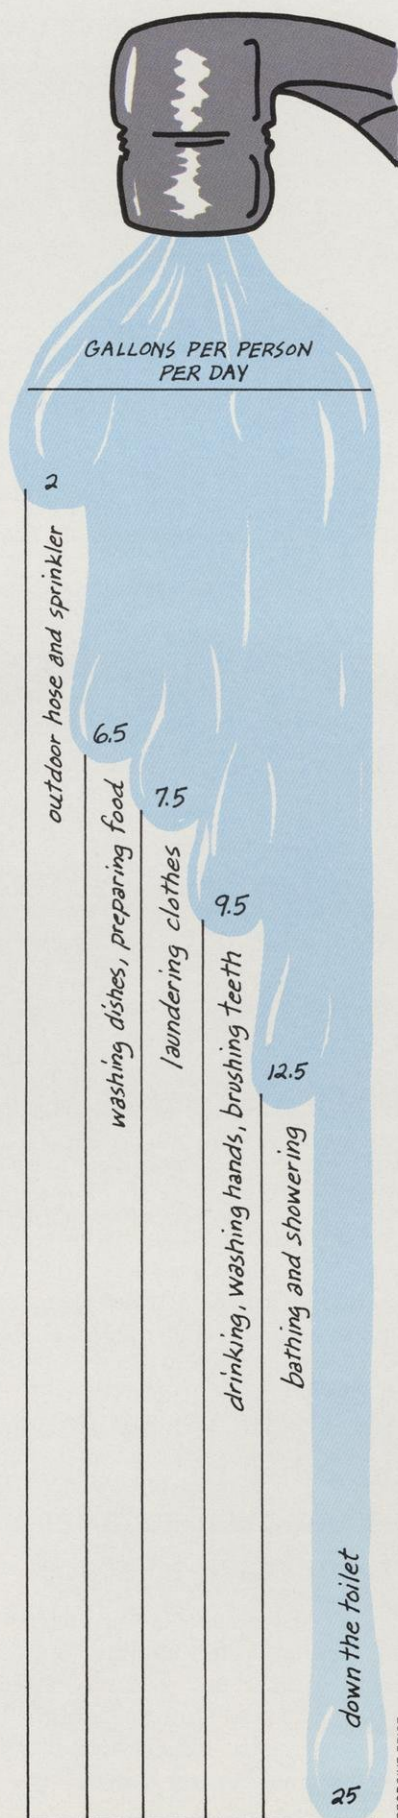 GALLONS PER PERSON
PER DAY
2
outdoor hose and sprinkler
6.5
washing dishes, preparing food
7.5
laundering clothes
9.5
drinking, washing hands, brushing teeth
12.5
bathing and showering
down the toilet
25